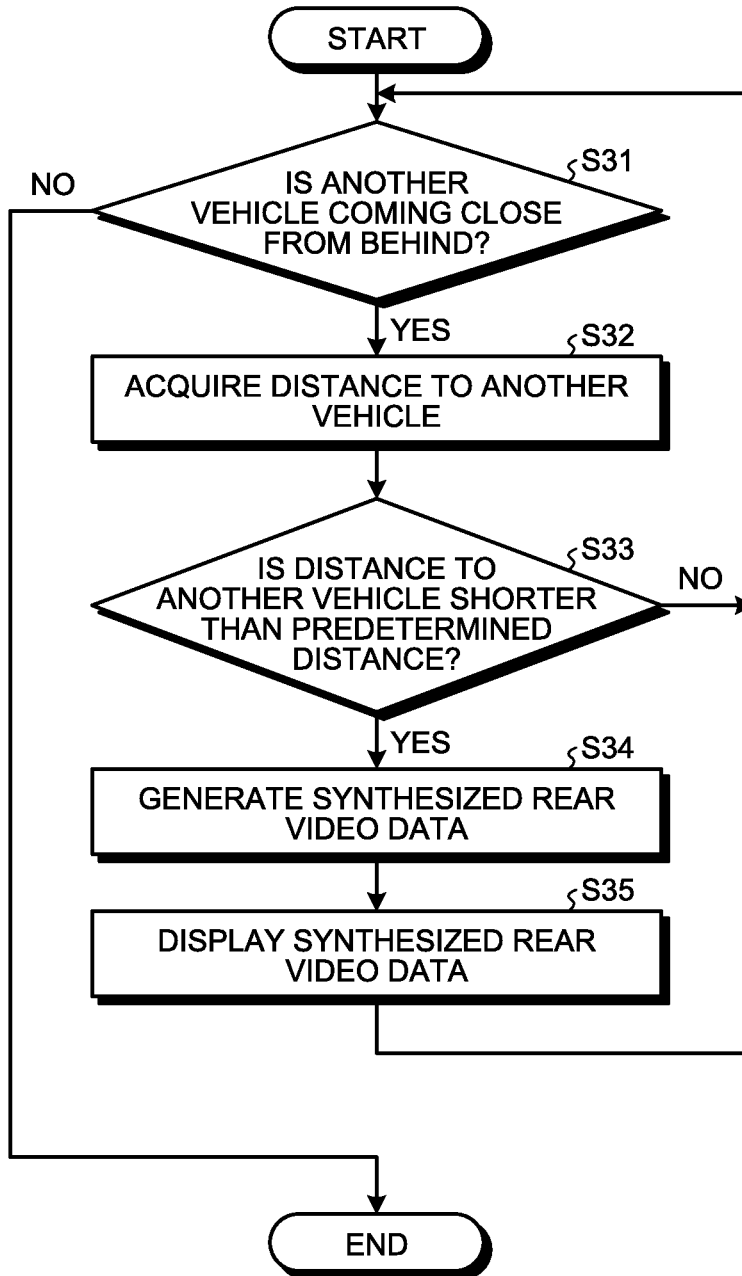 START
S31
NO
IS ANOTHER
VEHICLE COMING CLOSE
FROM BEHIND?
YES
S32
ACQUIRE DISTANCE TO ANOTHER
VEHICLE
S33
NO
IS DISTANCE TO
ANOTHER VEHICLE SHORTER
THAN PREDETERMINED
DISTANCE?
YES
S34
GENERATE SYNTHESIZED REAR
VIDEO DATA
S35
DISPLAY SYNTHESIZED REAR
VIDEO DATA
END